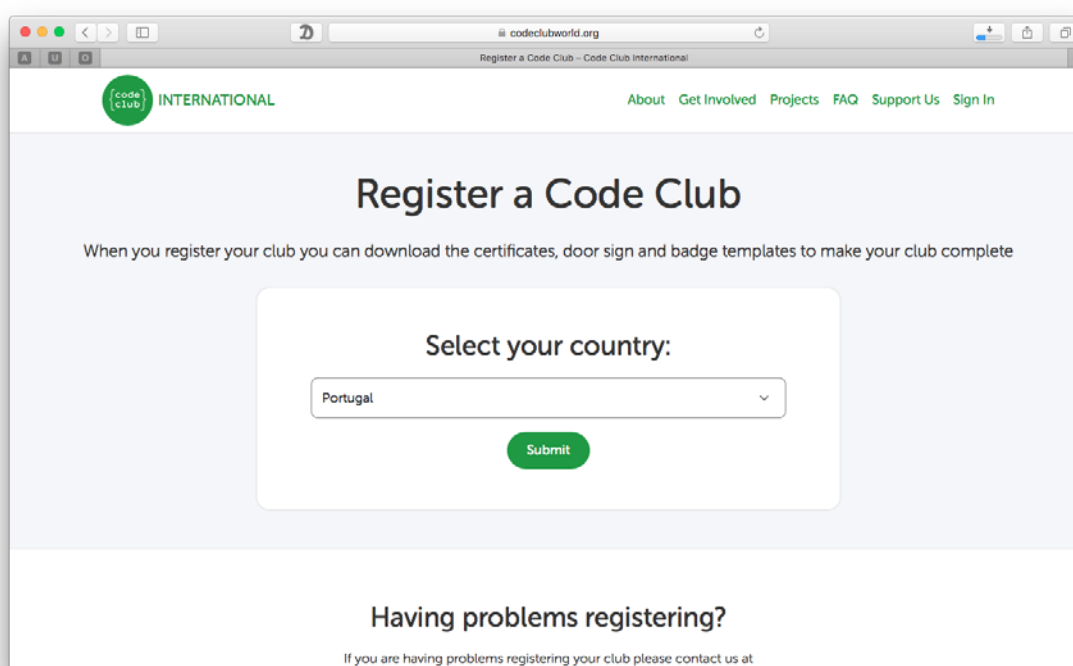 codeclubworld.org
A U O Register a Code Club – Code Club International
{code club} INTERNATIONAL About Get Involved Projects FAQ Support Us Sign In
Register a Code Club
When you register your club you can download the certificates, door sign and badge templates to make your club complete
Select your country:
Portugal
Submit
Having problems registering?
If you are having problems registering your club please contact us at